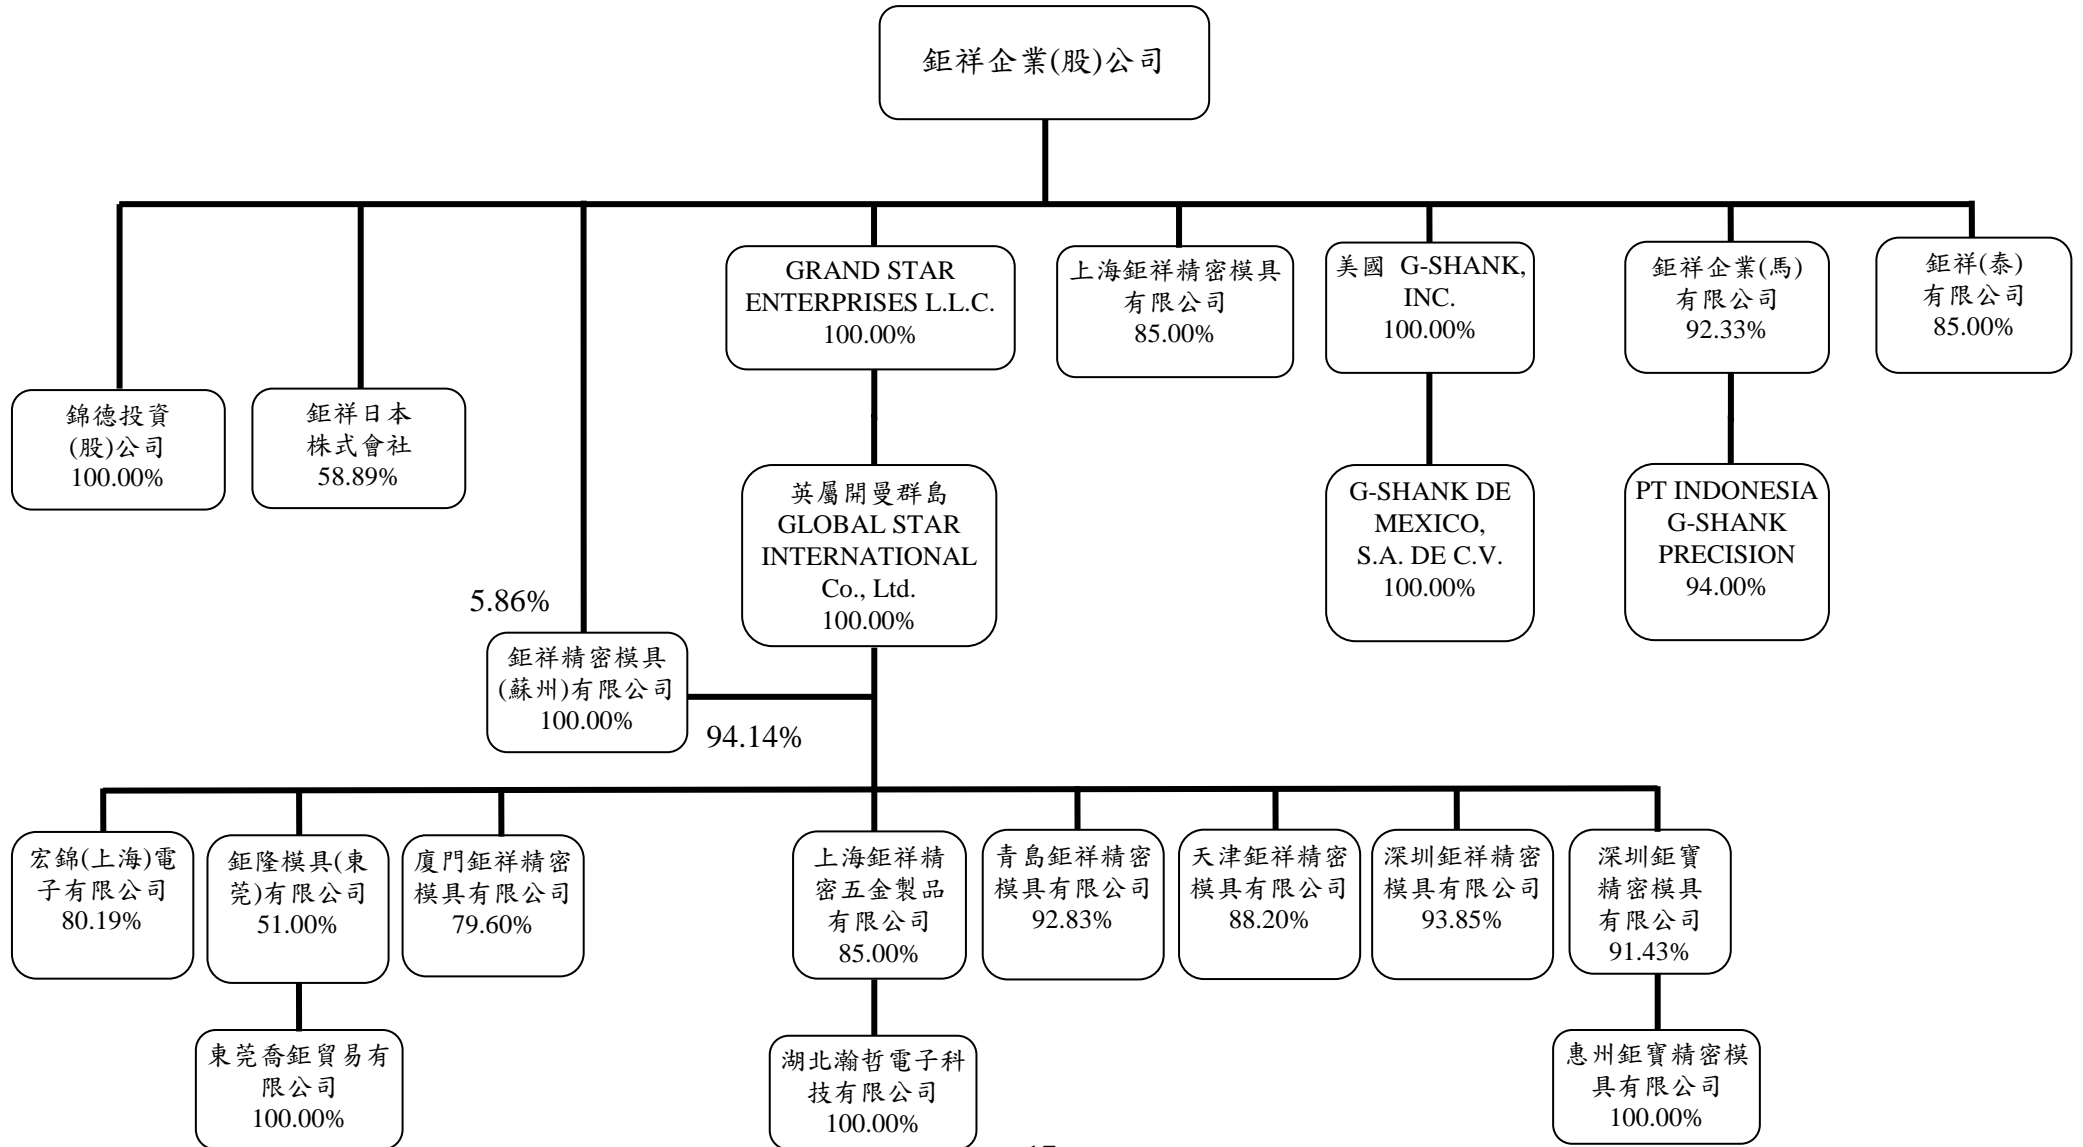 鉅祥企業(股)公司
GRAND STAR
ENTERPRISES L.L.C.
100.00%
上海鉅祥精密模具
有限公司
85.00%
美國 G-SHANK,
INC.
100.00%
鉅祥企業(馬)
有限公司
92.33%
鉅祥(泰)
有限公司
85.00%
錦德投資
(股)公司
100.00%
鉅祥日本
株式會社
58.89%
英屬開曼群島
GLOBAL STAR
INTERNATIONAL
Co., Ltd.
100.00%
G-SHANK DE
MEXICO,
S.A. DE C.V.
100.00%
PT INDONESIA
G-SHANK
PRECISION
94.00%
5.86%
鉅祥精密模具
(蘇州)有限公司
100.00%
94.14%
宏錦(上海)電
子有限公司
80.19%
鉅隆模具(東
莞)有限公司
51.00%
廈門鉅祥精密
模具有限公司
79.60%
上海鉅祥精
密五金製品
有限公司
85.00%
青島鉅祥精密
模具有限公司
92.83%
天津鉅祥精密
模具有限公司
88.20%
深圳鉅祥精密
模具有限公司
93.85%
深圳鉅寶
精密模具
有限公司
91.43%
東莞喬鉅貿易有
限公司
100.00%
湖北瀚哲電子科
技有限公司
100.00%
惠州鉅寶精密模
具有限公司
100.00%